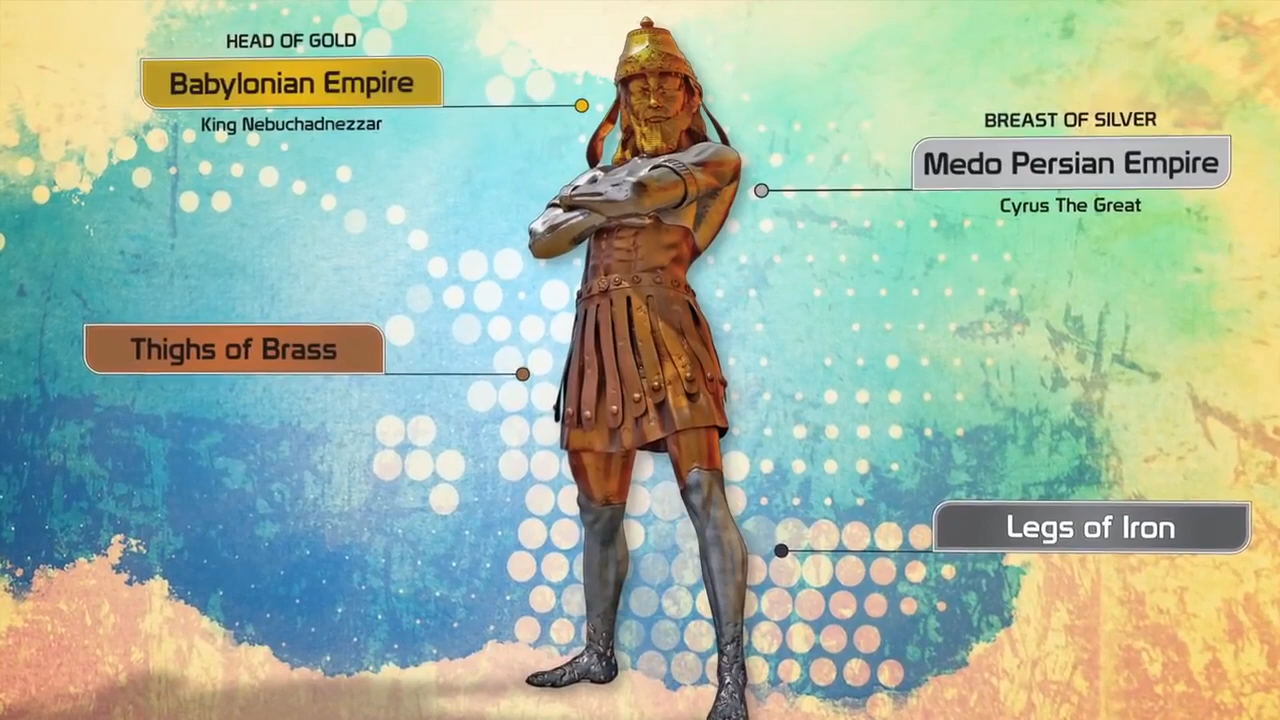 HEAD OF GOLD
Babylonian Empire
King Nebuchadnezzar
BREAST OF SILVER
Medo Persian Empire
Cyrus The Great
Thighs of Brass
Legs of Iron